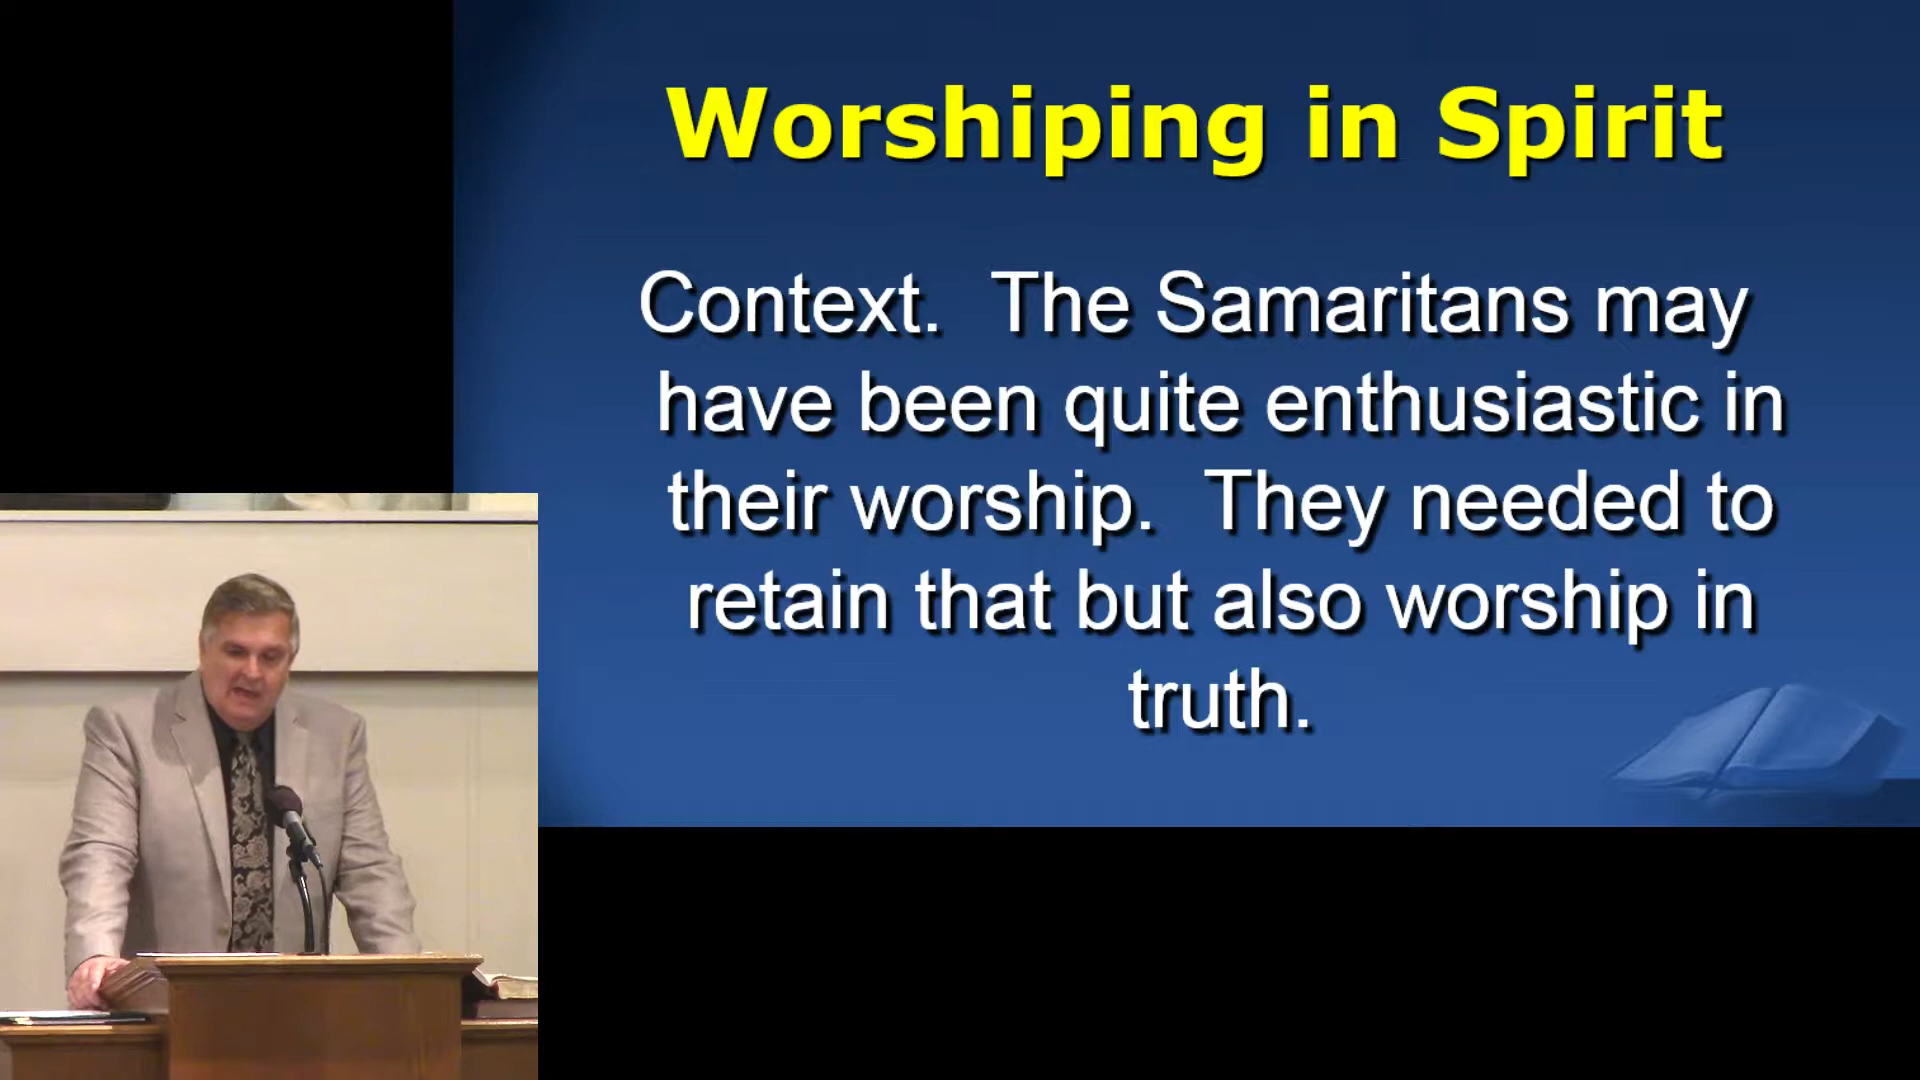 Worshiping in Spirit
Context.  The Samaritans may
have been quite enthusiastic in
their worship.  They needed to
retain that but also worship in
truth.